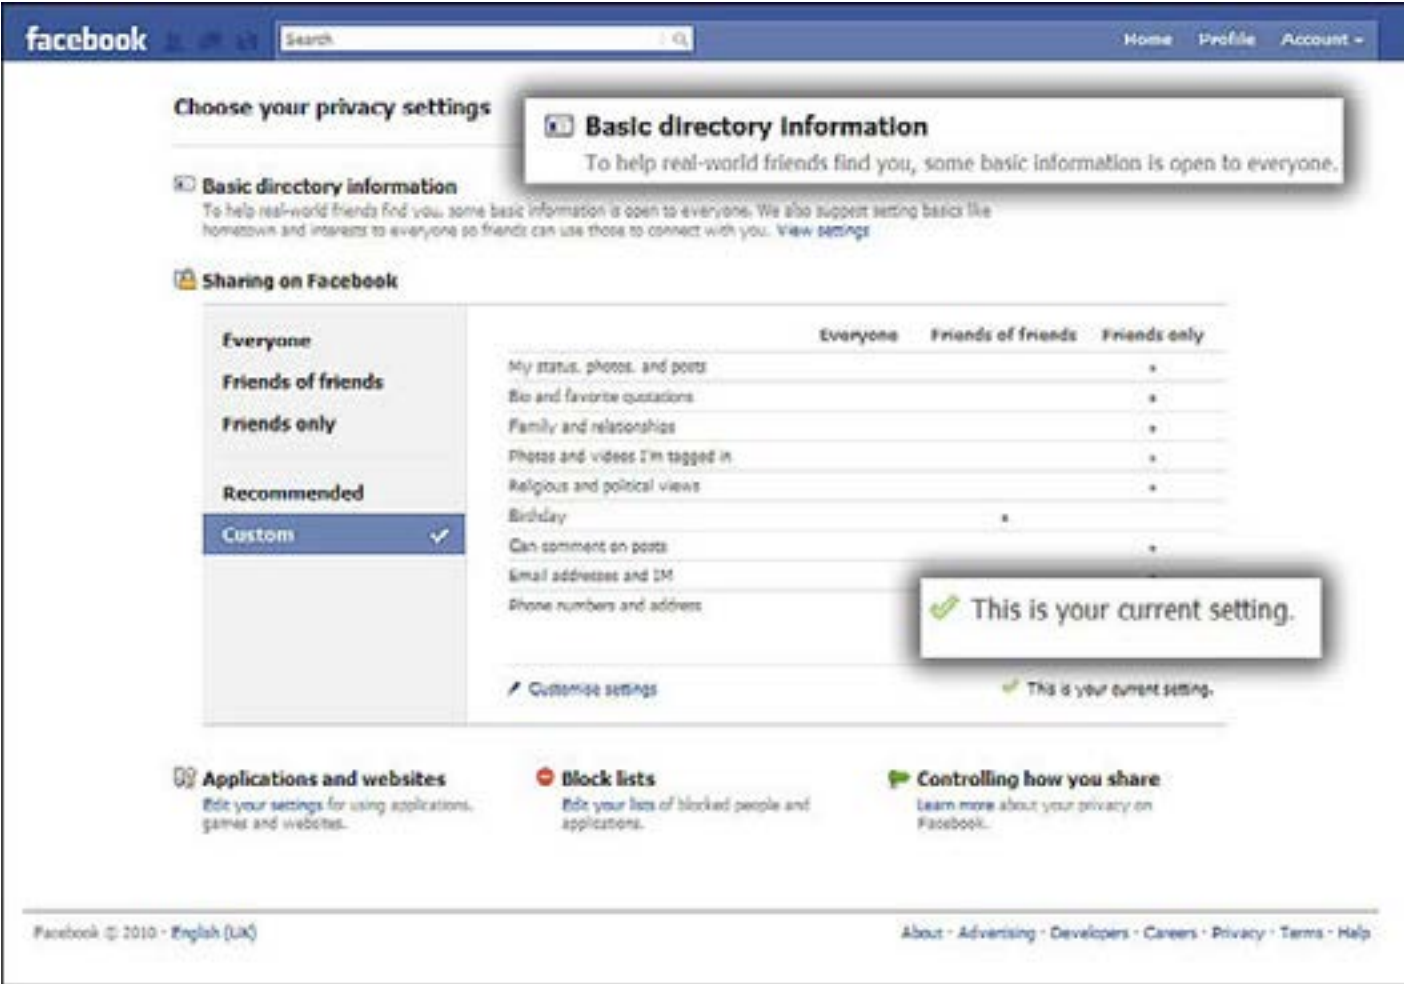 facebook
Search
Home Profile Account
Choose your privacy settings
Basic directory information
To help real-world friends find you, some basic information is open to everyone.
Basic directory information
To help real-world friends find you, some basic information is open to everyone. We also suggest setting basics like
hometown and interests to everyone so friends can use those to connect with you. View settings
Sharing on Facebook
Everyone
Friends of friends
Friends only
Recommended
Custom
Everyone Friends of friends Friends only
My status, photos, and posts
Bio and favorite quotations
Family and relationships
Photos and videos I'm tagged in
Religious and political views
Birthday
Can comment on posts
Email addresses and IM
Phone numbers and address
This is your current setting.
Customise settings
This is your current setting.
Applications and websites
Edit your settings for using applications,
games and websites.
Block lists
Edit your lists of blocked people and
applications.
Controlling how you share
Learn more about your privacy on
Facebook.
Facebook © 2010 · English (UK)
About · Advertising · Developers · Careers · Privacy · Terms · Help